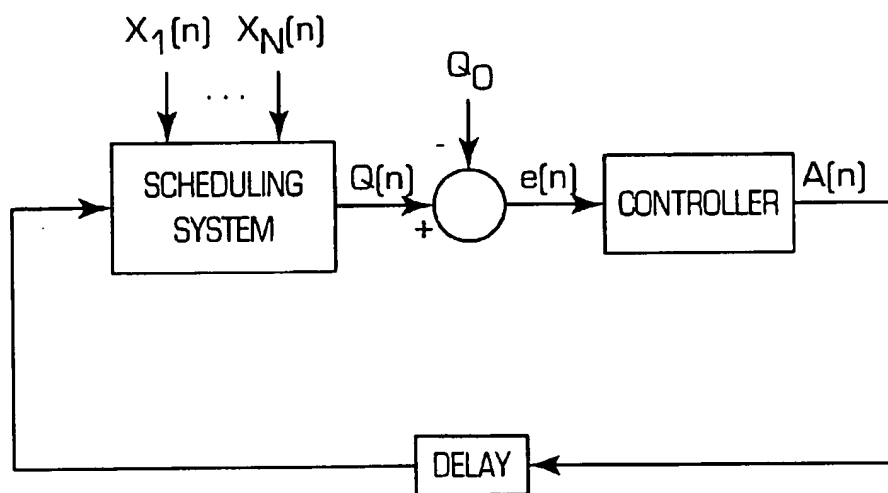 X1(n) XN(n)
. . .
Q0
-
SCHEDULING
SYSTEM
Q(n)
+
e(n)
CONTROLLER
A(n)
DELAY